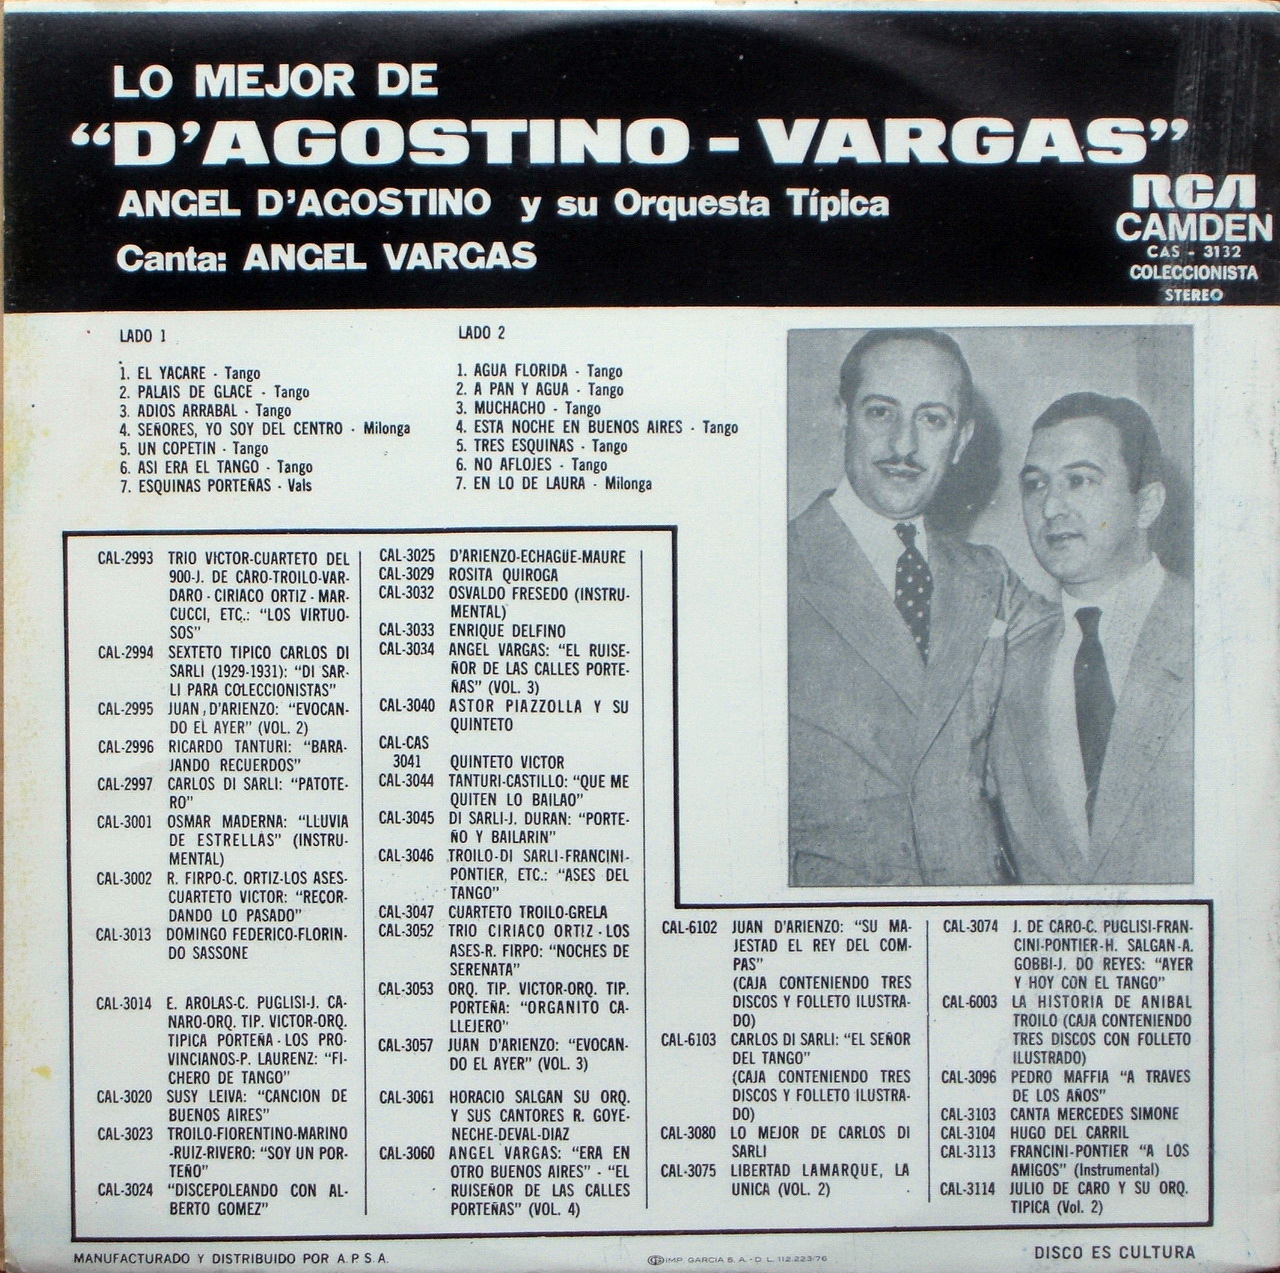 LO MEJOR DE
“D’AGOSTINO - VARGAS”
ANGEL D’AGOSTINO y su Orquesta Típica
Canta: ANGEL VARGAS
RCA
CAMDEN
CAS - 3132
COLECCIONISTA
STEREO
LADO 1
1. EL YACARE - Tango
2. PALAIS DE GLACE - Tango
3. ADIOS ARRABAL - Tango
4. SEÑORES, YO SOY DEL CENTRO - Milonga
5. UN COPETIN - Tango
6. ASI ERA EL TANGO - Tango
7. ESQUINAS PORTEÑAS - Vals
LADO 2
1. AGUA FLORIDA - Tango
2. A PAN Y AGUA - Tango
3. MUCHACHO - Tango
4. ESTA NOCHE EN BUENOS AIRES - Tango
5. TRES ESQUINAS - Tango
6. NO AFLOJES - Tango
7. EN LO DE LAURA - Milonga
CAL-2993 TRIO VICTOR-CUARTETO DEL
900-J. DE CARO-TROILO-VAR-
DARO - CIRIACO ORTIZ - MAR-
CUCCI, ETC.: “LOS VIRTUO-
SOS”
CAL-2994 SEXTETO TIPICO CARLOS DI
SARLI (1929-1931): “DI SAR-
LI PARA COLECCIONISTAS”
CAL-2995 JUAN D’ARIENZO: “EVOCAN-
DO EL AYER” (VOL. 2)
CAL-2996 RICARDO TANTURI: “BARA-
JANDO RECUERDOS”
CAL-2997 CARLOS DI SARLI: “PATOTE-
RO”
CAL-3001 OSMAR MADERNA: “LLUVIA
DE ESTRELLAS” (INSTRU-
MENTAL)
CAL-3002 R. FIRPO-C. ORTIZ-LOS ASES-
CUARTETO VICTOR: “RECOR-
DANDO LO PASADO”
CAL-3013 DOMINGO FEDERICO-FLORIN-
DO SASSONE
CAL-3014 E. AROLAS-C. PUGLISI-J. CA-
NARO-ORQ. TIP. VICTOR-ORQ.
TIPICA PORTEÑA - LOS PRO-
VINCIANOS-P. LAURENZ: “FI-
CHERO DE TANGO”
CAL-3020 SUSY LEIVA: “CANCION DE
BUENOS AIRES”
CAL-3023 TROILO-FIORENTINO-MARINO
-RUIZ-RIVERO: “SOY UN POR-
TEÑO”
CAL-3024 “DISCEPOLEANDO CON AL-
BERTO GOMEZ”
CAL-3025 D’ARIENZO-ECHAGÜE-MAURE
CAL-3029 ROSITA QUIROGA
CAL-3032 OSVALDO FRESEDO (INSTRU-
MENTAL)
CAL-3033 ENRIQUE DELFINO
CAL-3034 ANGEL VARGAS: “EL RUISE-
ÑOR DE LAS CALLES PORTE-
ÑAS” (VOL. 3)
CAL-3040 ASTOR PIAZZOLLA Y SU
QUINTETO
CAL-CAS
3041 QUINTETO VICTOR
CAL-3044 TANTURI-CASTILLO: “QUE ME
QUITEN LO BAILAO”
CAL-3045 DI SARLI-J. DURAN: “PORTE-
ÑO Y BAILARIN”
CAL-3046 TROILO-DI SARLI-FRANCINI-
PONTIER, ETC.: “ASES DEL
TANGO”
CAL-3047 CUARTETO TROILO-GRELA
CAL-3052 TRIO CIRIACO ORTIZ - LOS
ASES-R. FIRPO: “NOCHES DE
SERENATA”
CAL-3053 ORQ. TIP. VICTOR-ORQ. TIP.
PORTEÑA: “ORGANITO CA-
LLEJERO”
CAL-3057 JUAN D’ARIENZO: “EVOCAN-
DO EL AYER” (VOL. 3)
CAL-3061 HORACIO SALGAN SU ORQ.
Y SUS CANTORES R. GOYE-
NECHE-DEVAL-DIAZ
CAL-3060 ANGEL VARGAS: “ERA EN
OTRO BUENOS AIRES” - “EL
RUISEÑOR DE LAS CALLES
PORTEÑAS” (VOL. 4)
CAL-6102 JUAN D’ARIENZO: “SU MA-
JESTAD EL REY DEL COM-
PAS”
(CAJA CONTENIENDO TRES
DISCOS Y FOLLETO ILUSTRA-
DO)
CAL-6103 CARLOS DI SARLI: “EL SEÑOR
DEL TANGO”
(CAJA CONTENIENDO TRES
DISCOS Y FOLLETO ILUSTRA-
DO)
CAL-3080 LO MEJOR DE CARLOS DI
SARLI
CAL-3075 LIBERTAD LAMARQUE, LA
UNICA (VOL. 2)
CAL-3074 J. DE CARO-C. PUGLISI-FRAN-
CINI-PONTIER-H. SALGAN-A.
GOBBI-J. DO REYES: “AYER
Y HOY CON EL TANGO”
CAL-6003 LA HISTORIA DE ANIBAL
TROILO (CAJA CONTENIENDO
TRES DISCOS CON FOLLETO
ILUSTRADO)
CAL-3096 PEDRO MAFFIA “A TRAVES
DE LOS AÑOS”
CAL-3103 CANTA MERCEDES SIMONE
CAL-3104 HUGO DEL CARRIL
CAL-3113 FRANCINI-PONTIER “A LOS
AMIGOS” (Instrumental)
CAL-3114 JULIO DE CARO Y SU ORQ.
TIPICA (Vol. 2)
MANUFACTURADO Y DISTRIBUIDO POR A.P.S.A.
IMP. GARCIA S. A. - D. L. 112.223/76
DISCO ES CULTURA